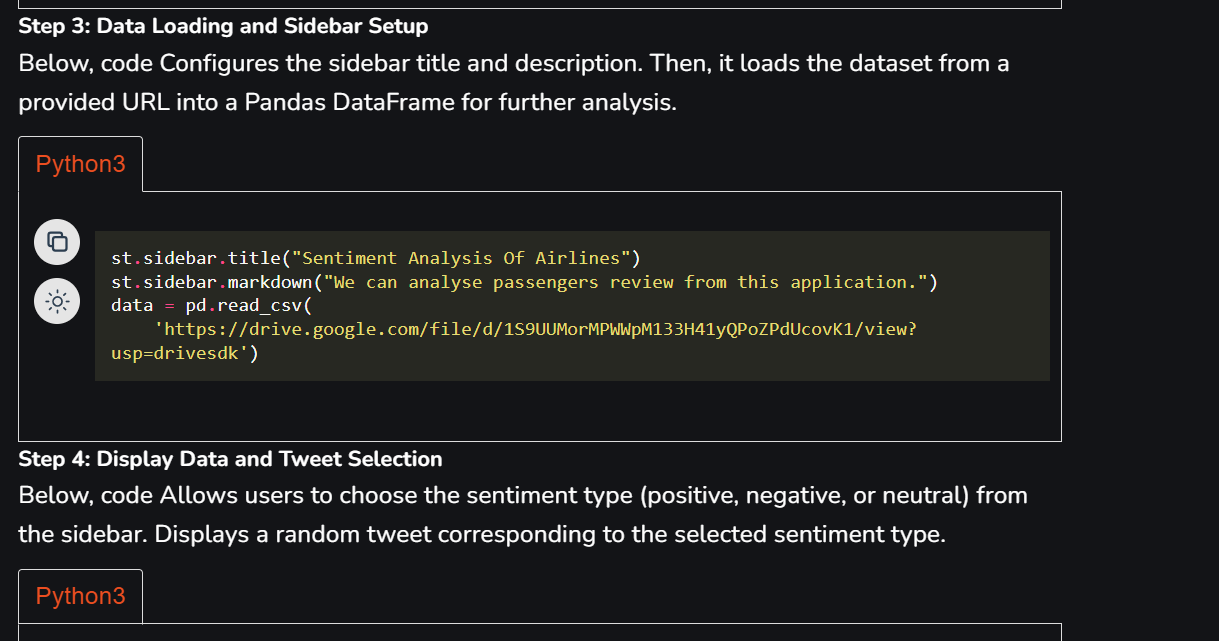 Step 3: Data Loading and Sidebar Setup
Below, code Configures the sidebar title and description. Then, it loads the dataset from a
provided URL into a Pandas DataFrame for further analysis.
Python3
st.sidebar.title("Sentiment Analysis Of Airlines")
st.sidebar.markdown("We can analyse passengers review from this application.")
data = pd.read_csv(
    'https://drive.google.com/file/d/1S9UUMorMPWWpM133H41yQPoZPdUcovK1/view?
usp=drivesdk')
Step 4: Display Data and Tweet Selection
Below, code Allows users to choose the sentiment type (positive, negative, or neutral) from
the sidebar. Displays a random tweet corresponding to the selected sentiment type.
Python3